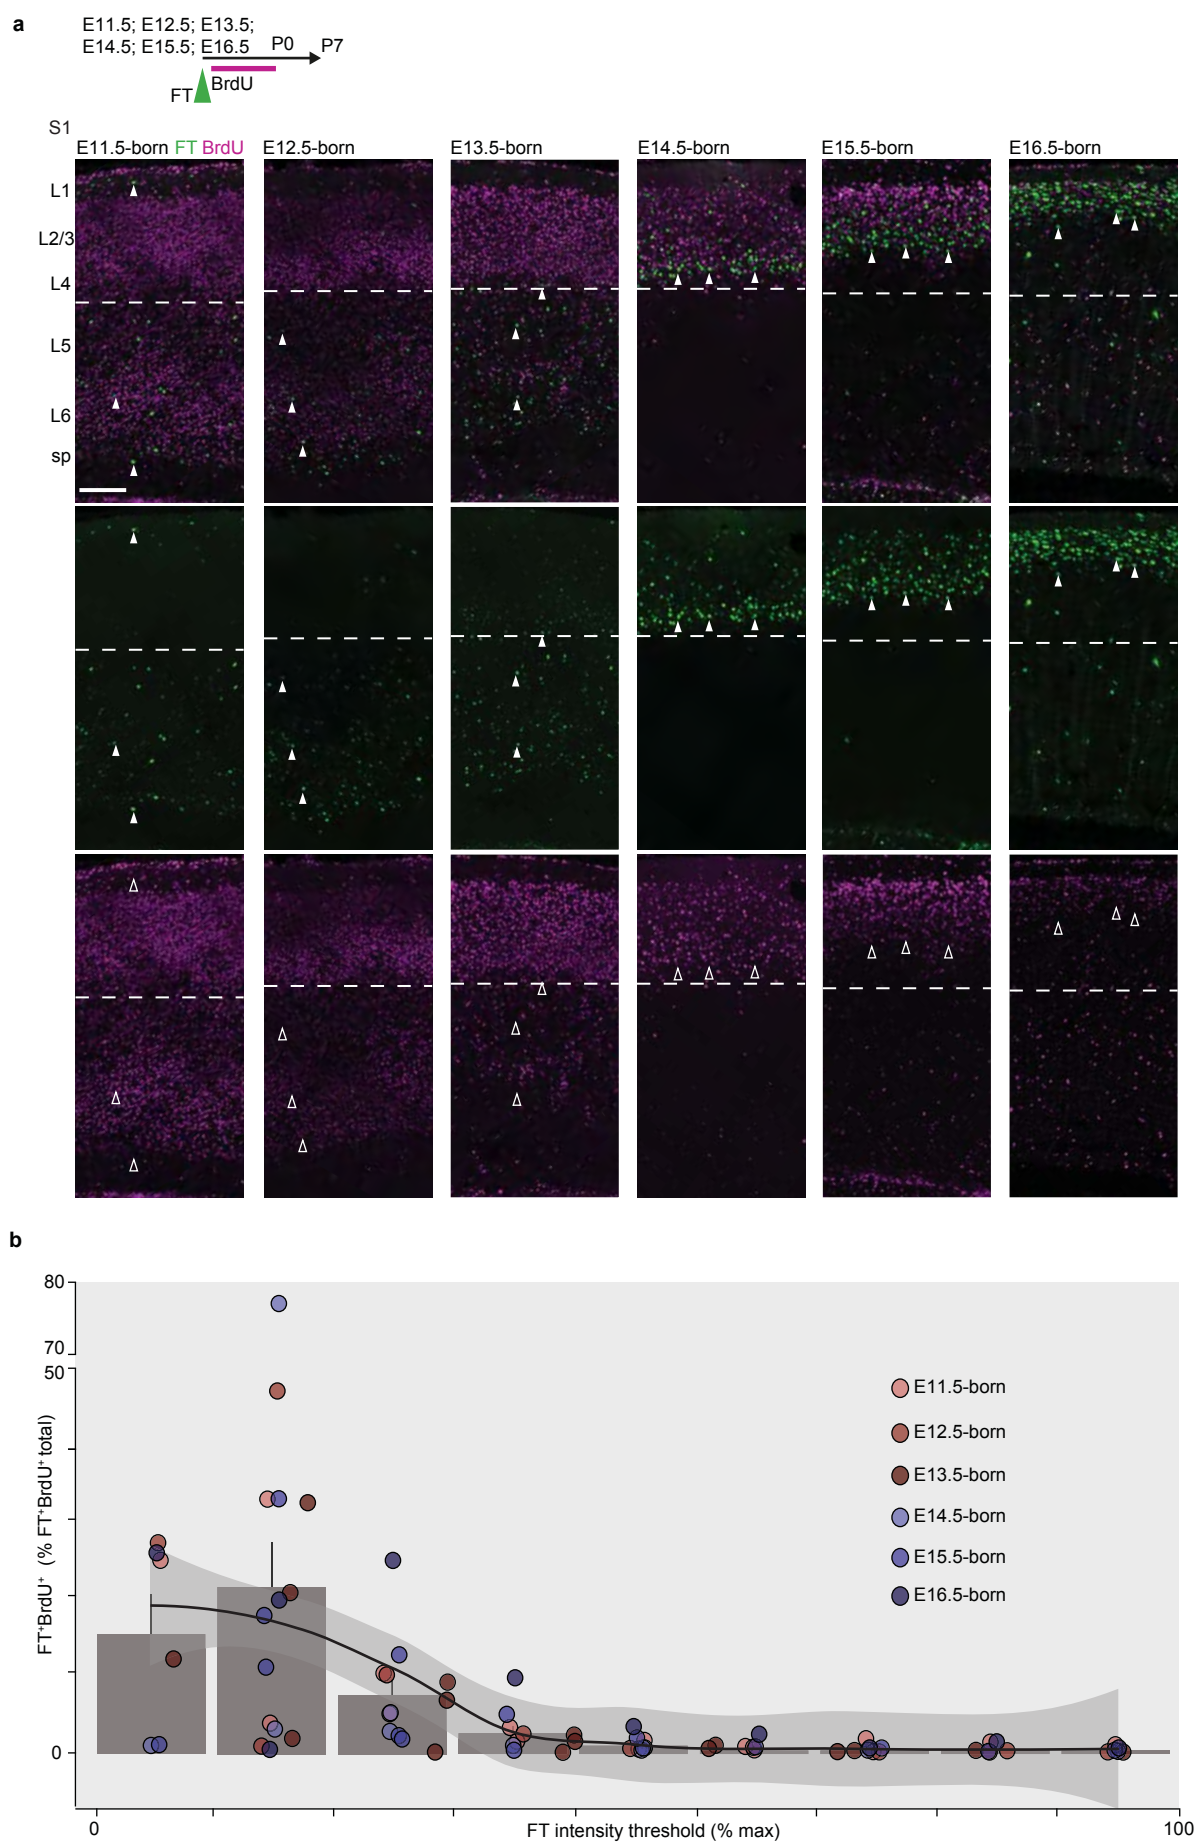 a
E11.5; E12.5; E13.5;
E14.5; E15.5; E16.5 P0 P7
BrdU
FT
S1
E11.5-born FT BrdU E12.5-born E13.5-born E14.5-born E15.5-born E16.5-born
L1
L2/3
L4
L5
L6
sp
b
80
70
50
0
FT⁺BrdU⁺ (% FT⁺BrdU⁺ total)
E11.5-born
E12.5-born
E13.5-born
E14.5-born
E15.5-born
E16.5-born
0 FT intensity threshold (% max) 100